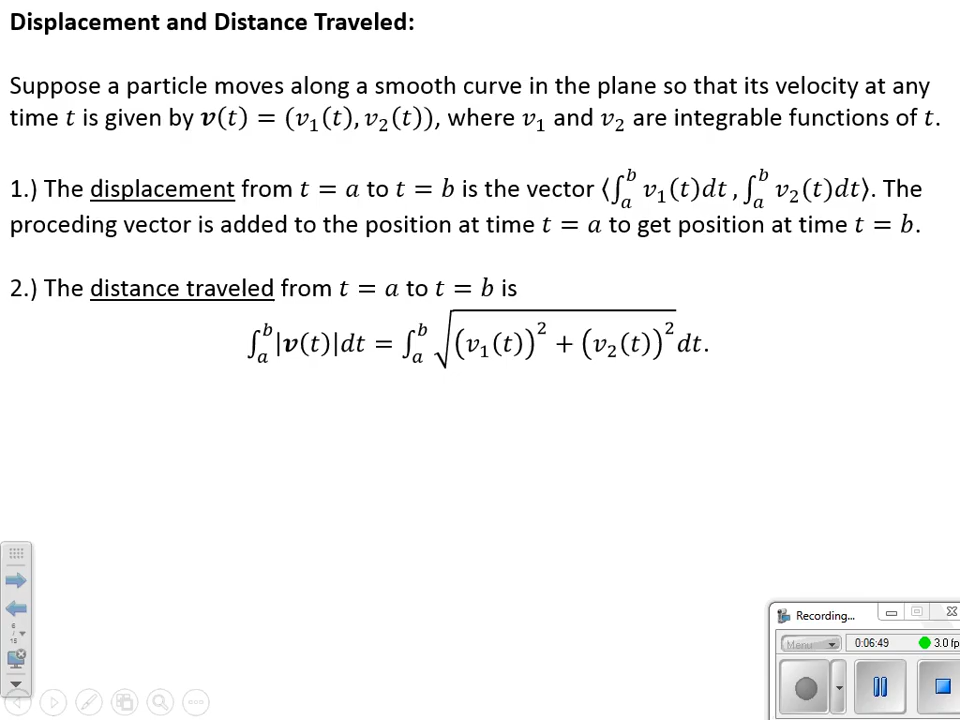 Displacement and Distance Traveled:
Suppose a particle moves along a smooth curve in the plane so that its velocity at any
time t is given by v(t) = (v₁(t), v₂(t)), where v₁ and v₂ are integrable functions of t.
1.) The displacement from t = a to t = b is the vector ⟨∫ₐᵇ v₁(t)dt , ∫ₐᵇ v₂(t)dt⟩. The
proceding vector is added to the position at time t = a to get position at time t = b.
2.) The distance traveled from t = a to t = b is
∫ₐᵇ|v(t)|dt = ∫ₐᵇ √((v₁(t))² + (v₂(t))²) dt.
6
/
15
Recording...
Menu
0:06:49
3.0 fp